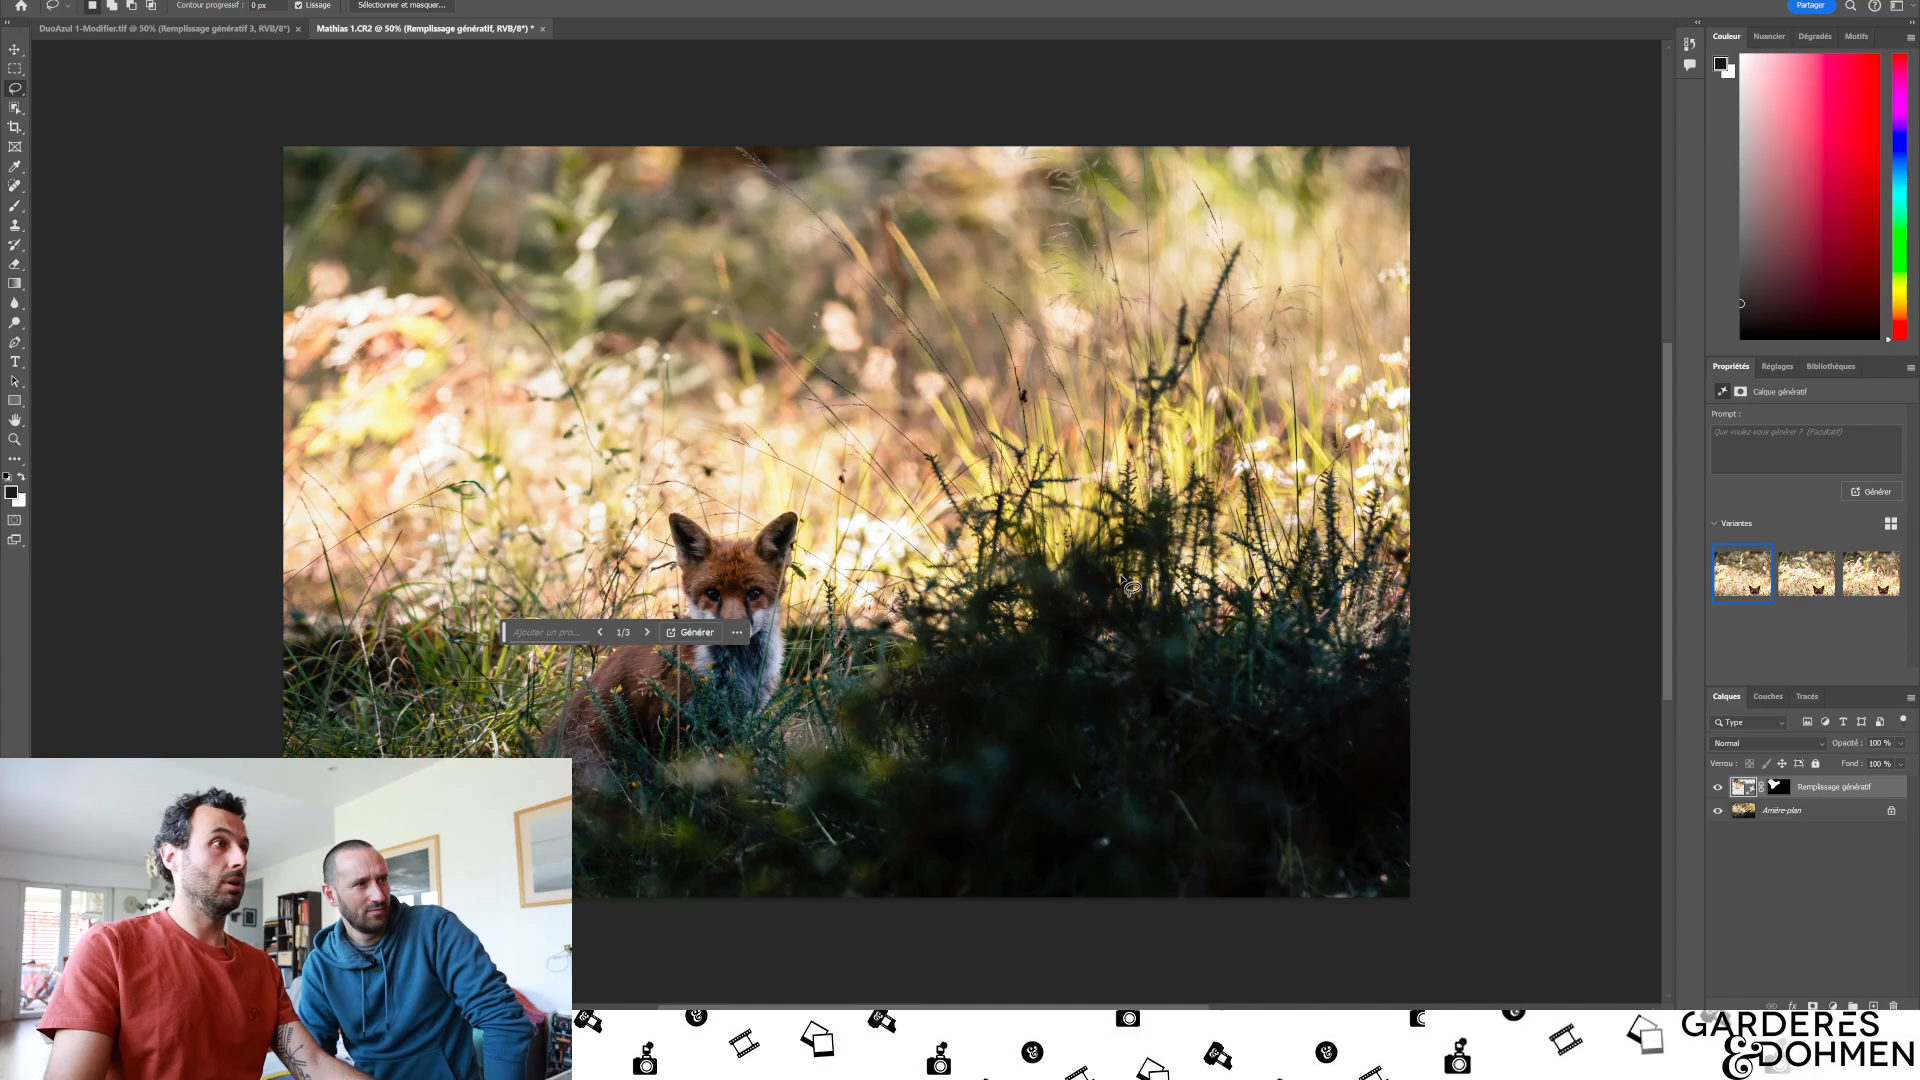 Contour progressif : 0 px
Lissage
Sélectionner et masquer...
Partager
DuoAzul 1-Modifier.tif @ 50% (Remplissage génératif 3, RVB/8*) ×
Mathias 1.CR2 @ 50% (Remplissage génératif, RVB/8*) * ×
Couleur
Nuancier
Dégradés
Motifs
Propriétés
Réglages
Bibliothèques
Calque génératif
Prompt :
Que voulez-vous générer ? (Facultatif)
Générer
Variantes
Ajouter un pro...
1/3
Générer
Calques
Couches
Tracés
Type
Normal
Opacité : 100 %
Verrou :
Fond : 100 %
Remplissage génératif
Arrière-plan
fx
GARDERES
& DOHMEN